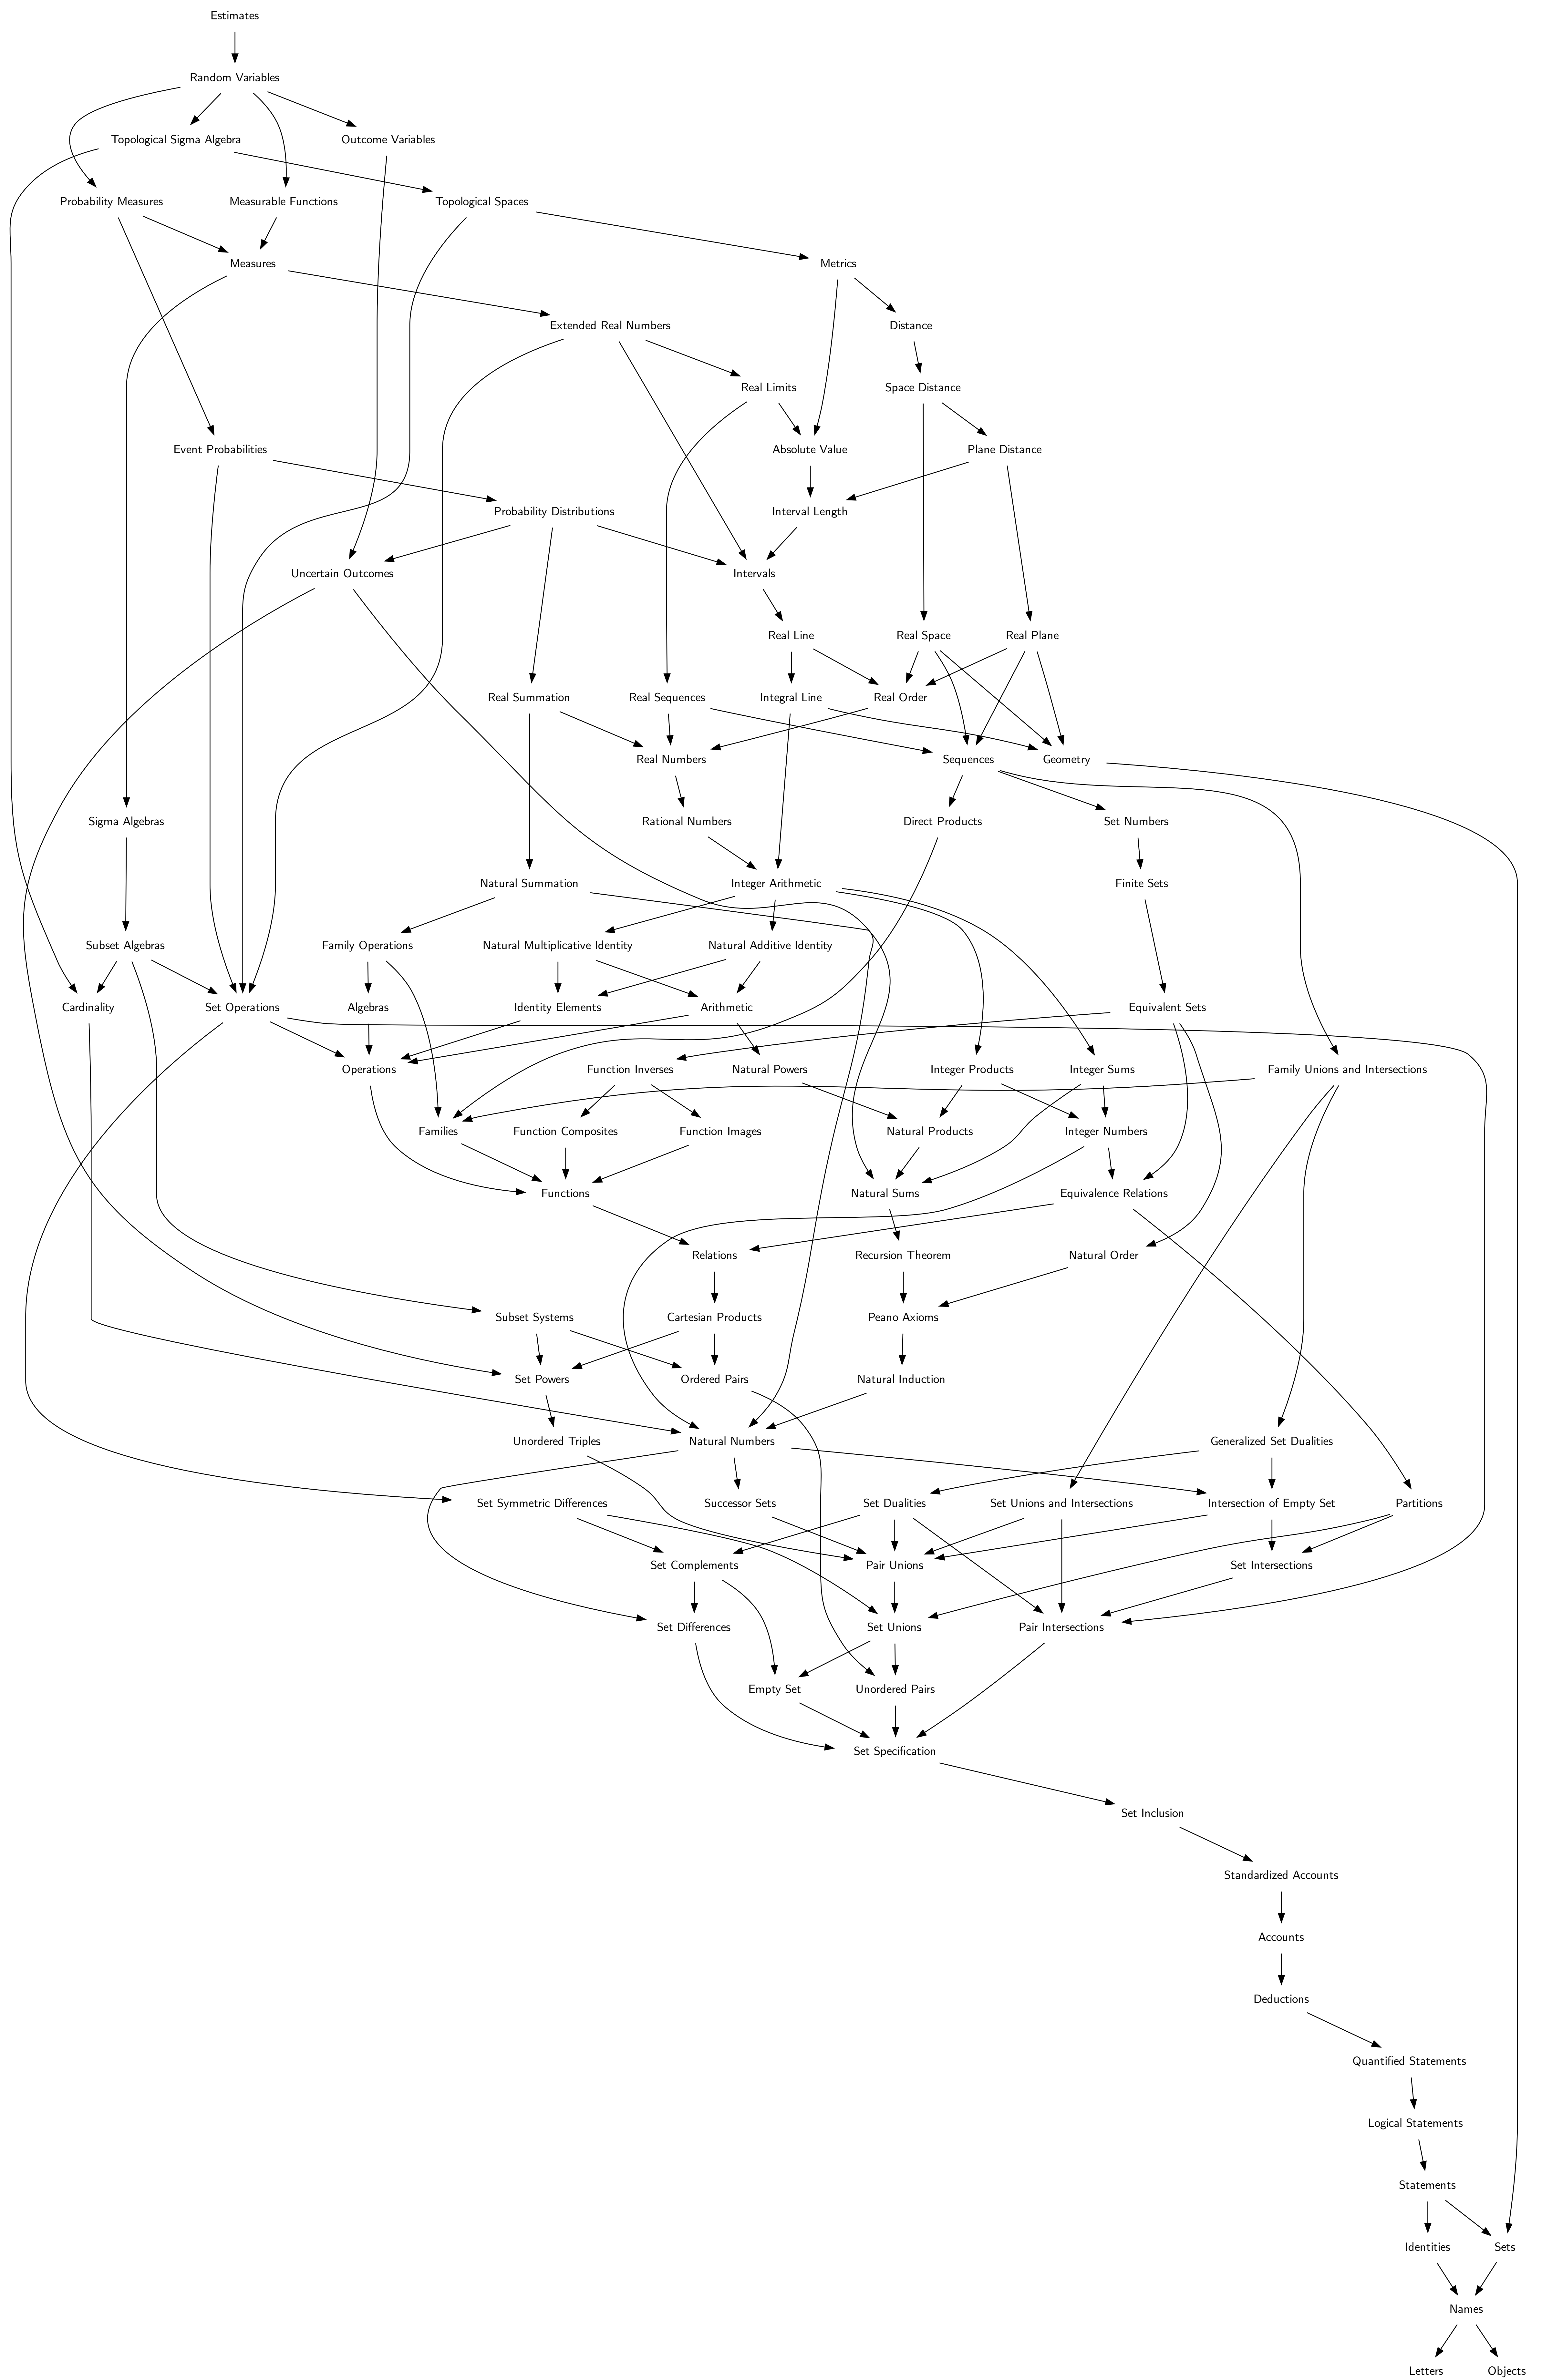 Estimates
Random Variables
Topological Sigma Algebra
Outcome Variables
Probability Measures
Measurable Functions
Topological Spaces
Measures
Metrics
Extended Real Numbers
Distance
Real Limits
Space Distance
Event Probabilities
Absolute Value
Plane Distance
Probability Distributions
Interval Length
Uncertain Outcomes
Intervals
Real Line
Real Space
Real Plane
Real Summation
Real Sequences
Integral Line
Real Order
Real Numbers
Sequences
Geometry
Sigma Algebras
Rational Numbers
Direct Products
Set Numbers
Natural Summation
Integer Arithmetic
Finite Sets
Subset Algebras
Family Operations
Natural Multiplicative Identity
Natural Additive Identity
Cardinality
Set Operations
Algebras
Identity Elements
Arithmetic
Equivalent Sets
Operations
Function Inverses
Natural Powers
Integer Products
Integer Sums
Family Unions and Intersections
Families
Function Composites
Function Images
Natural Products
Integer Numbers
Functions
Natural Sums
Equivalence Relations
Relations
Recursion Theorem
Natural Order
Subset Systems
Cartesian Products
Peano Axioms
Set Powers
Ordered Pairs
Natural Induction
Unordered Triples
Natural Numbers
Generalized Set Dualities
Set Symmetric Differences
Successor Sets
Set Dualities
Set Unions and Intersections
Intersection of Empty Set
Partitions
Set Complements
Pair Unions
Set Intersections
Set Differences
Set Unions
Pair Intersections
Empty Set
Unordered Pairs
Set Specification
Set Inclusion
Standardized Accounts
Accounts
Deductions
Quantified Statements
Logical Statements
Statements
Identities
Sets
Names
Letters
Objects